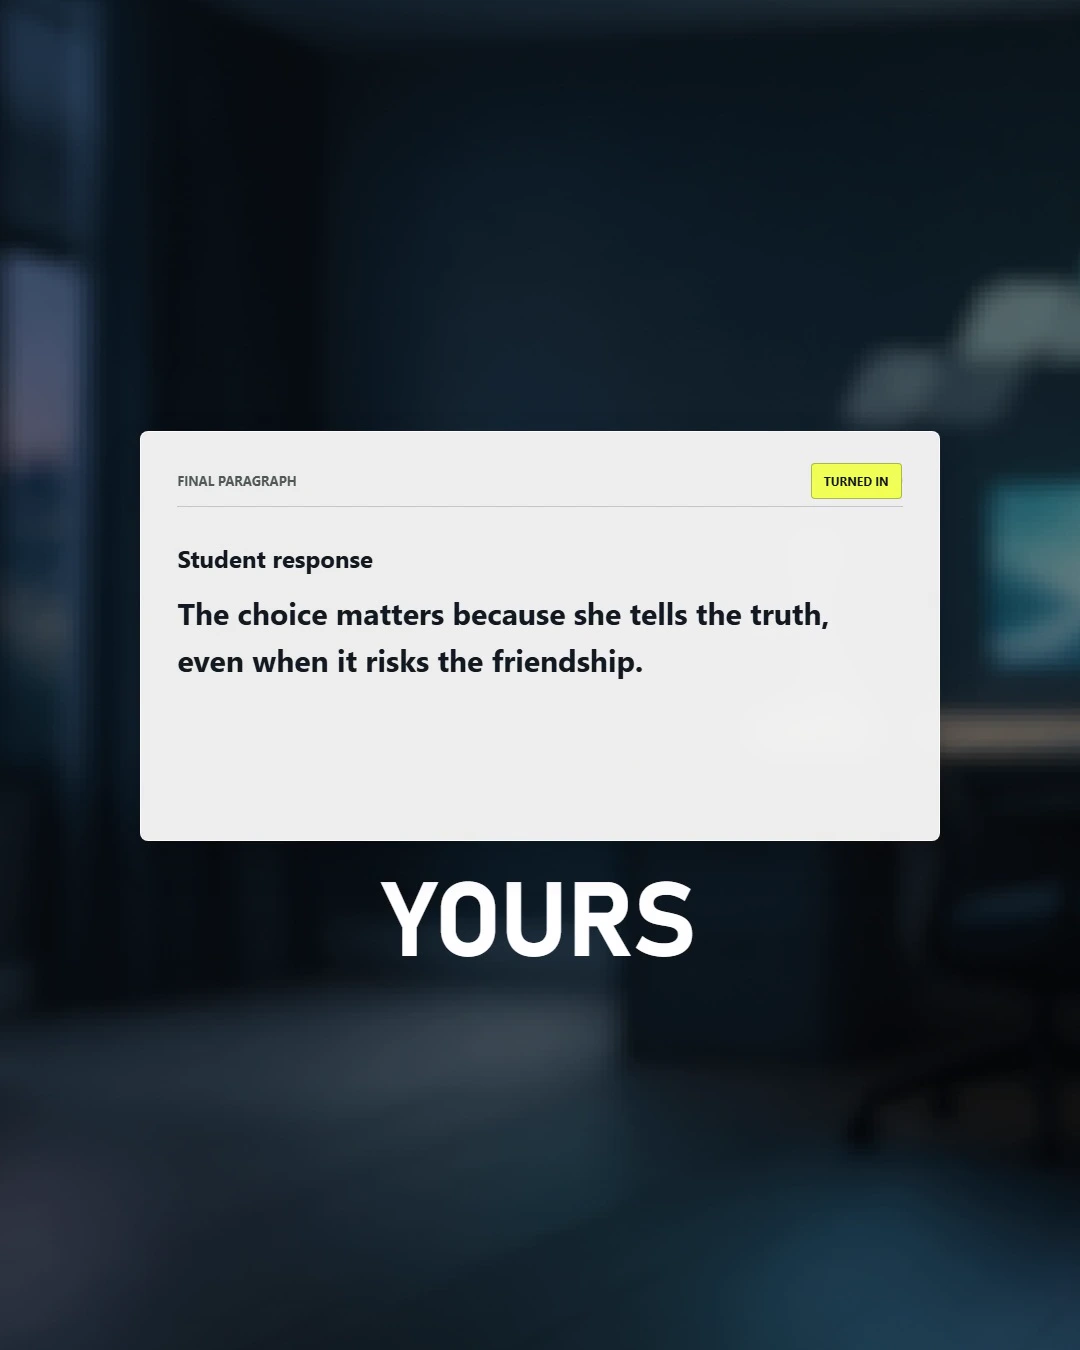 FINAL PARAGRAPH
TURNED IN
Student response
The choice matters because she tells the truth,
even when it risks the friendship.
YOURS